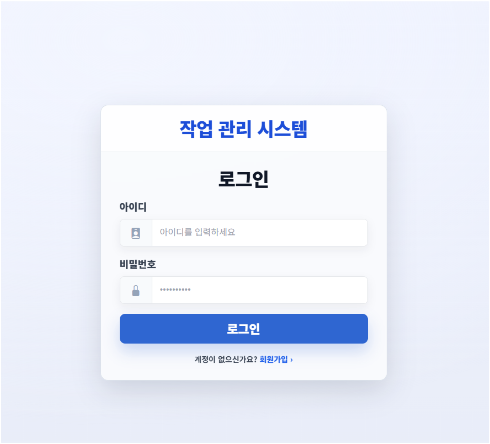 작업 관리 시스템
로그인
아이디
아이디를 입력하세요
비밀번호
••••••••••
로그인
계정이 없으신가요? 회원가입 ›